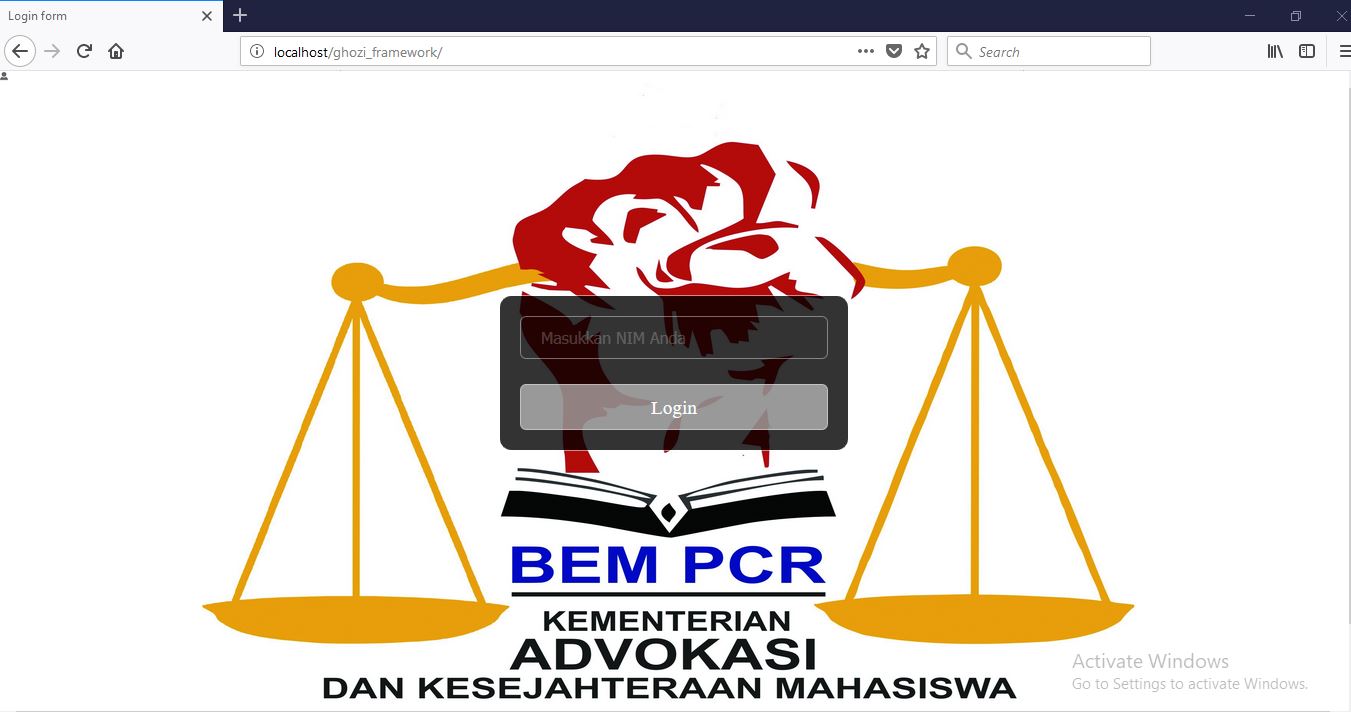 Login form
localhost/ghozi_framework/
Search
Masukkan NIM Anda
Login
BEM PCR
KEMENTERIAN
ADVOKASI
DAN KESEJAHTERAAN MAHASISWA
Activate Windows
Go to Settings to activate Windows.